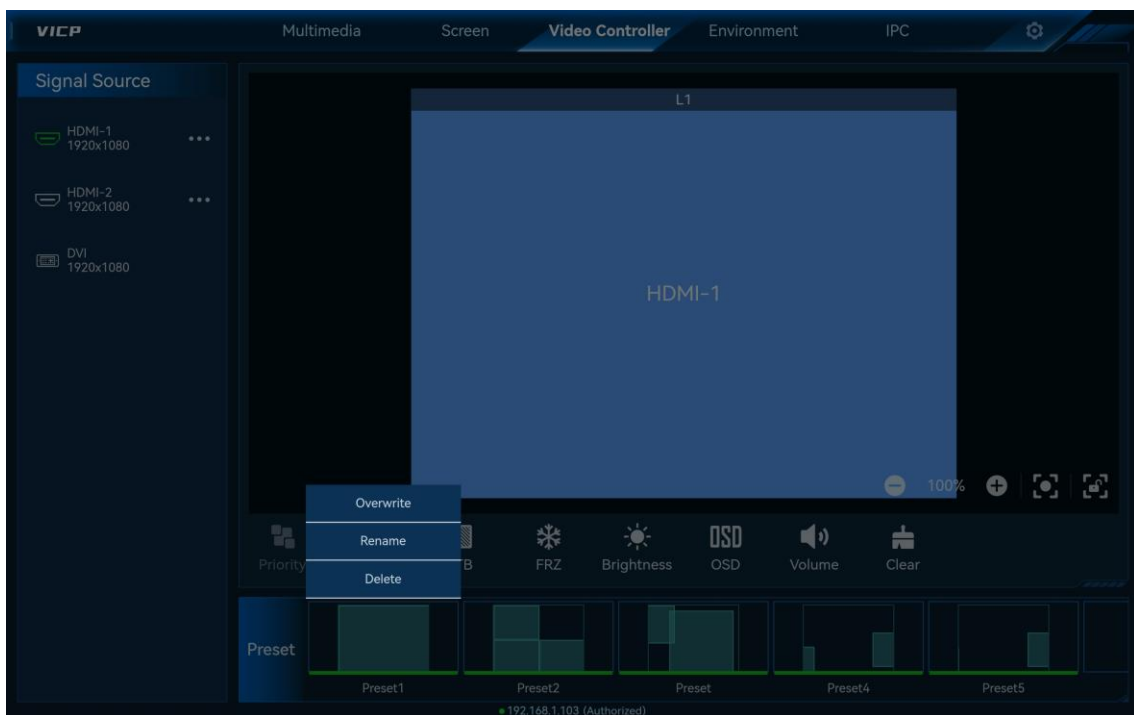 VICP
Multimedia
Screen
Video Controller
Environment
IPC
Signal Source
HDMI-1
1920x1080
HDMI-2
1920x1080
DVI
1920x1080
L1
HDMI-1
100%
Overwrite
Rename
Delete
Priority
FRZ
Brightness
OSD
OSD
Volume
Clear
Preset
Preset1
Preset2
Preset
Preset4
Preset5
192.168.1.103 (Authorized)